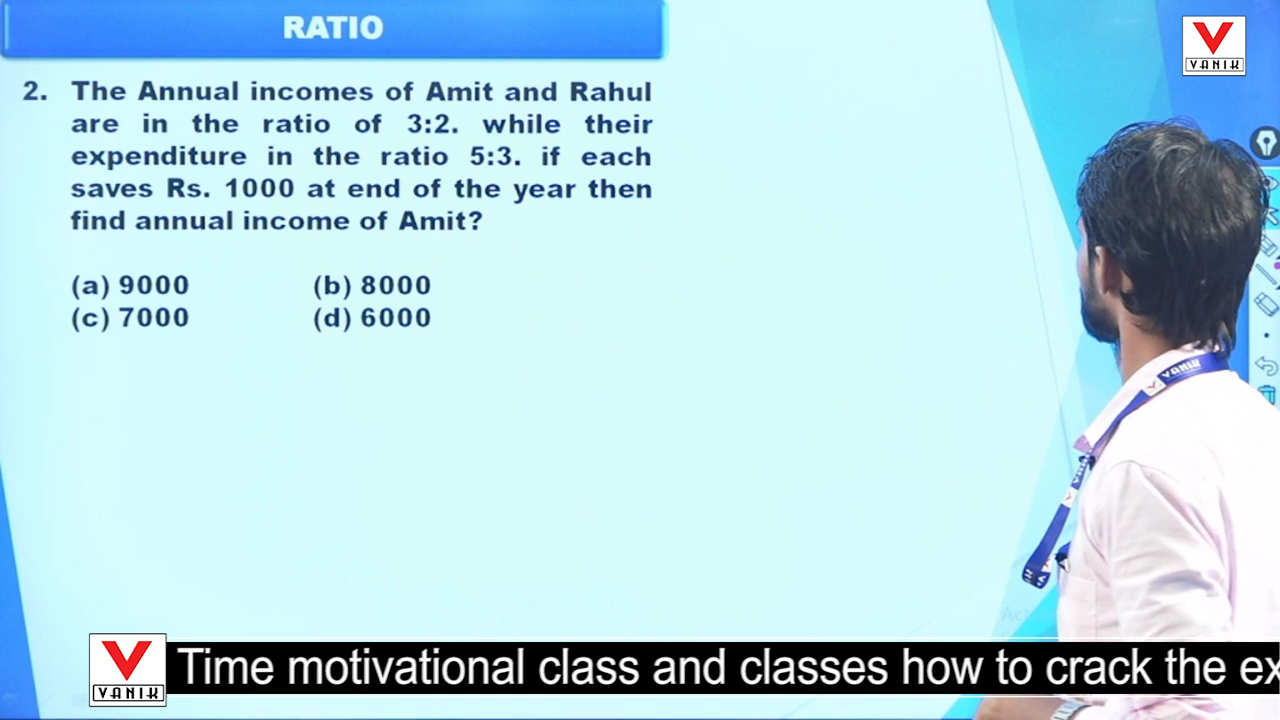 RATIO
VANIK
2. The Annual incomes of Amit and Rahul
are in the ratio of 3:2. while their
expenditure in the ratio 5:3. if each
saves Rs. 1000 at end of the year then
find annual income of Amit?
(a) 9000 (b) 8000
(c) 7000 (d) 6000
VANIK
VANIK
Time motivational class and classes how to crack the ex